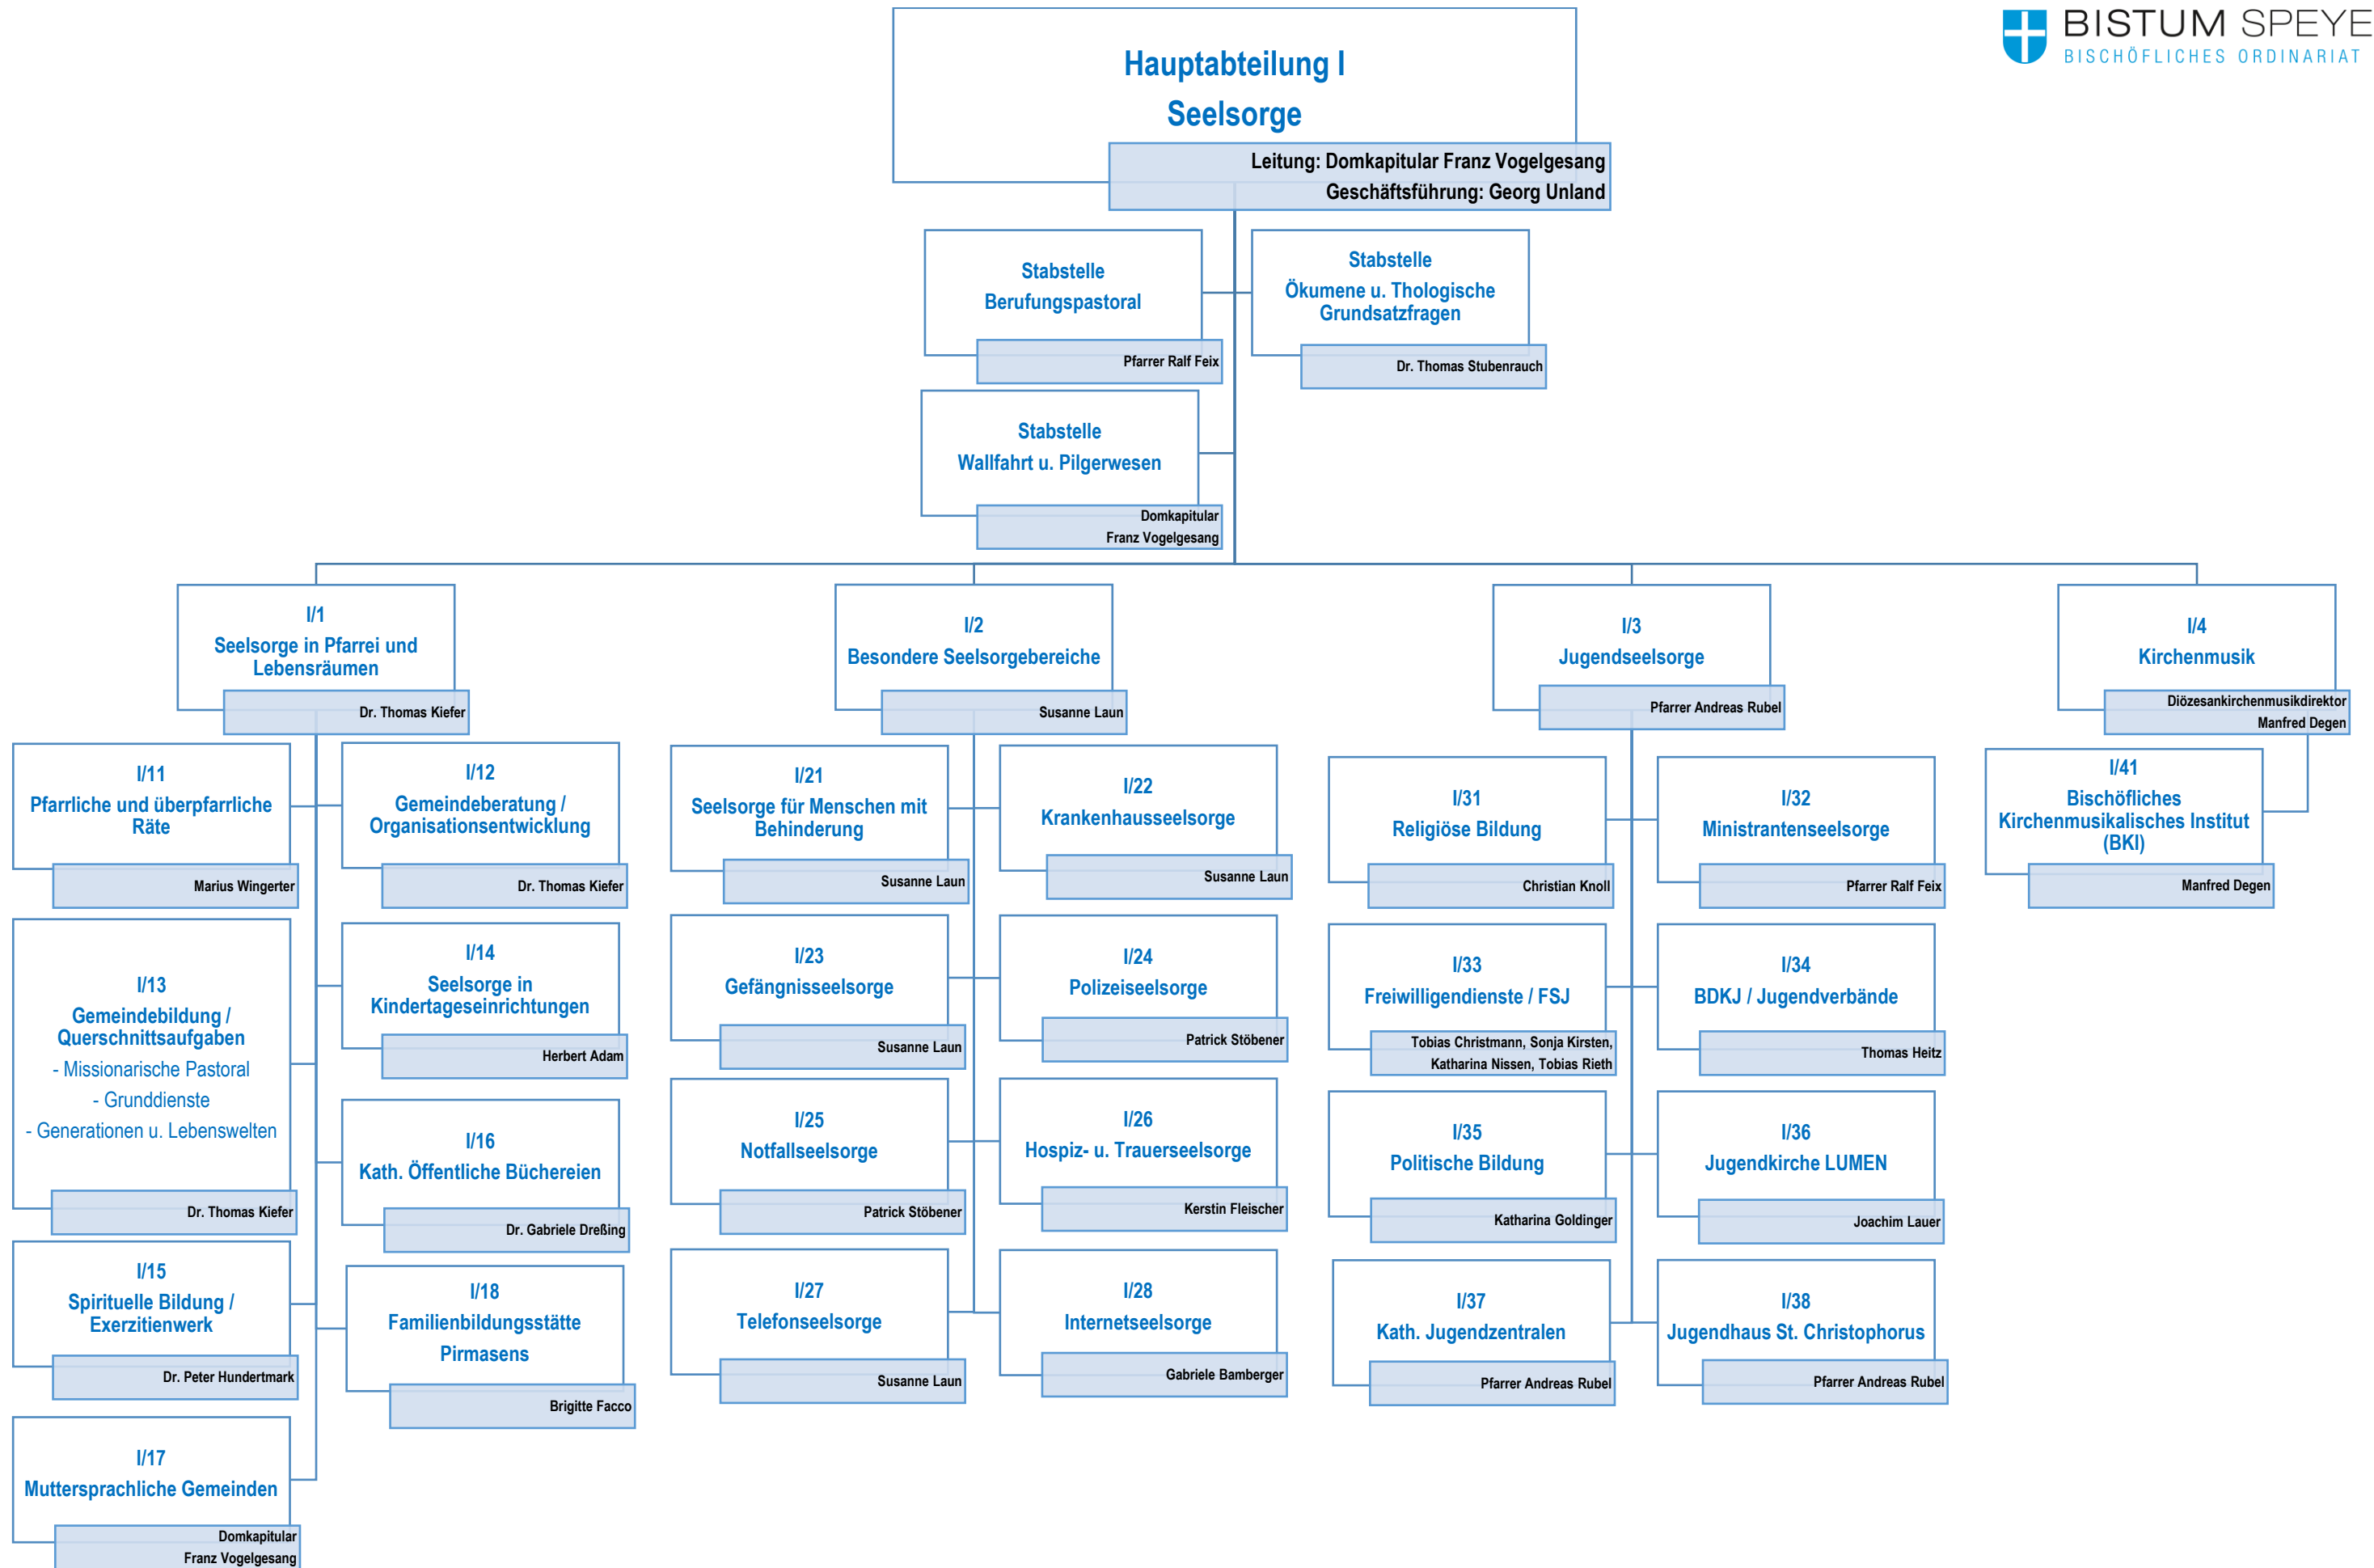 BISTUM SPEYE
BISCHÖFLICHES ORDINARIAT
Hauptabteilung I
Seelsorge
Leitung: Domkapitular Franz Vogelgesang
Geschäftsführung: Georg Unland
Stabstelle
Berufungspastoral
Pfarrer Ralf Feix
Stabstelle
Ökumene u. Thologische
Grundsatzfragen
Dr. Thomas Stubenrauch
Stabstelle
Wallfahrt u. Pilgerwesen
Domkapitular
Franz Vogelgesang
I/1
Seelsorge in Pfarrei und
Lebensräumen
Dr. Thomas Kiefer
I/2
Besondere Seelsorgebereiche
Susanne Laun
I/3
Jugendseelsorge
Pfarrer Andreas Rubel
I/4
Kirchenmusik
Diözesankirchenmusikdirektor
Manfred Degen
I/11
Pfarrliche und überpfarrliche
Räte
Marius Wingerter
I/12
Gemeindeberatung /
Organisationsentwicklung
Dr. Thomas Kiefer
I/13
Gemeindebildung /
Querschnittsaufgaben
- Missionarische Pastoral
- Grunddienste
- Generationen u. Lebenswelten
Dr. Thomas Kiefer
I/14
Seelsorge in
Kindertageseinrichtungen
Herbert Adam
I/16
Kath. Öffentliche Büchereien
Dr. Gabriele Dreßing
I/15
Spirituelle Bildung /
Exerzitienwerk
Dr. Peter Hundertmark
I/18
Familienbildungsstätte
Pirmasens
Brigitte Facco
I/17
Muttersprachliche Gemeinden
Domkapitular
Franz Vogelgesang
I/21
Seelsorge für Menschen mit
Behinderung
Susanne Laun
I/22
Krankenhausseelsorge
Susanne Laun
I/23
Gefängnisseelsorge
Susanne Laun
I/24
Polizeiseelsorge
Patrick Stöbener
I/25
Notfallseelsorge
Patrick Stöbener
I/26
Hospiz- u. Trauerseelsorge
Kerstin Fleischer
I/27
Telefonseelsorge
Susanne Laun
I/28
Internetseelsorge
Gabriele Bamberger
I/31
Religiöse Bildung
Christian Knoll
I/32
Ministrantenseelsorge
Pfarrer Ralf Feix
I/33
Freiwilligendienste / FSJ
Tobias Christmann, Sonja Kirsten,
Katharina Nissen, Tobias Rieth
I/34
BDKJ / Jugendverbände
Thomas Heitz
I/35
Politische Bildung
Katharina Goldinger
I/36
Jugendkirche LUMEN
Joachim Lauer
I/37
Kath. Jugendzentralen
Pfarrer Andreas Rubel
I/38
Jugendhaus St. Christophorus
Pfarrer Andreas Rubel
I/41
Bischöfliches
Kirchenmusikalisches Institut
(BKI)
Manfred Degen